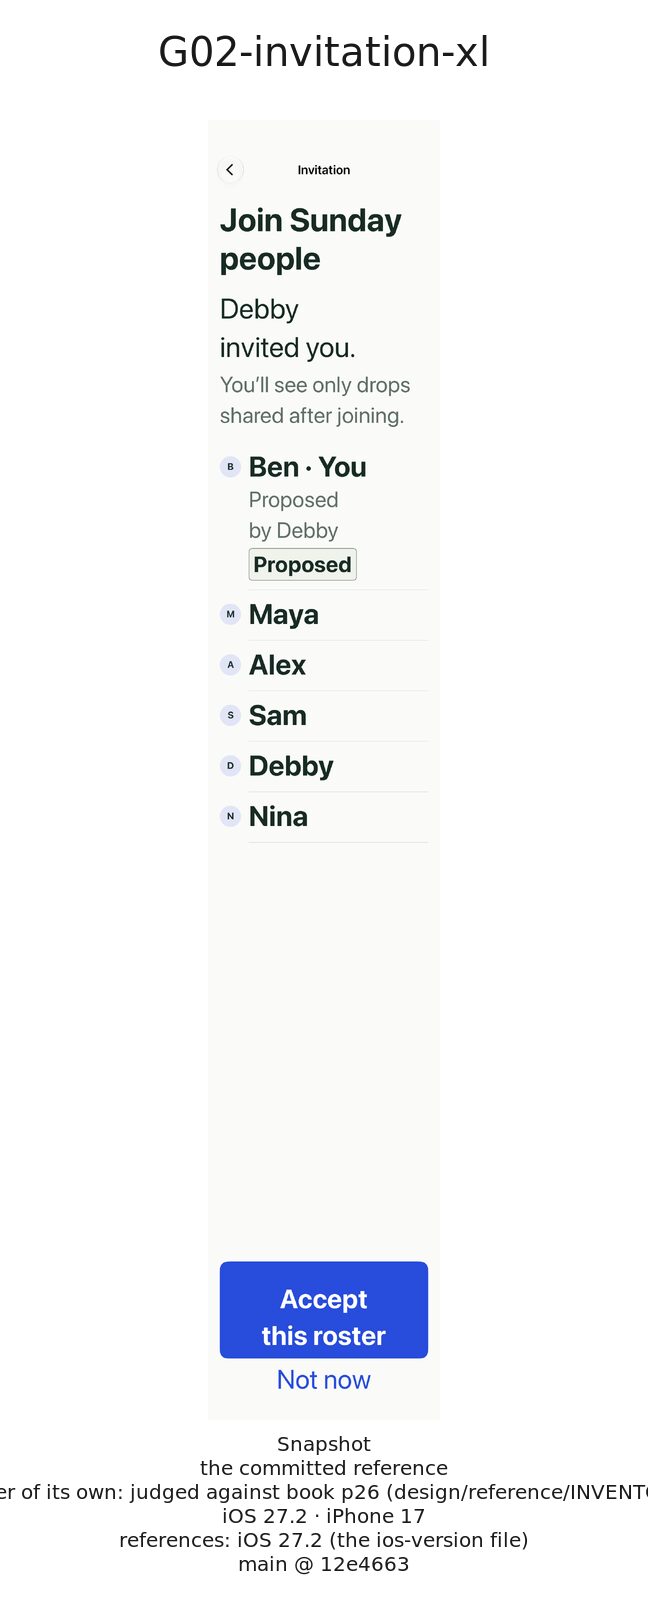 G02-invitation-xl
Invitation
Join Sunday
people
Debby
invited you.
You’ll see only drops
shared after joining.
B
Ben · You
Proposed
by Debby
Proposed
M
Maya
A
Alex
S
Sam
D
Debby
N
Nina
Accept
this roster
Not now
Snapshot
the committed reference
of its own: judged against book p26 (design/reference/
iOS 27.2 · iPhone 17
references: iOS 27.2 (the ios-version file)
main @ 12e4663